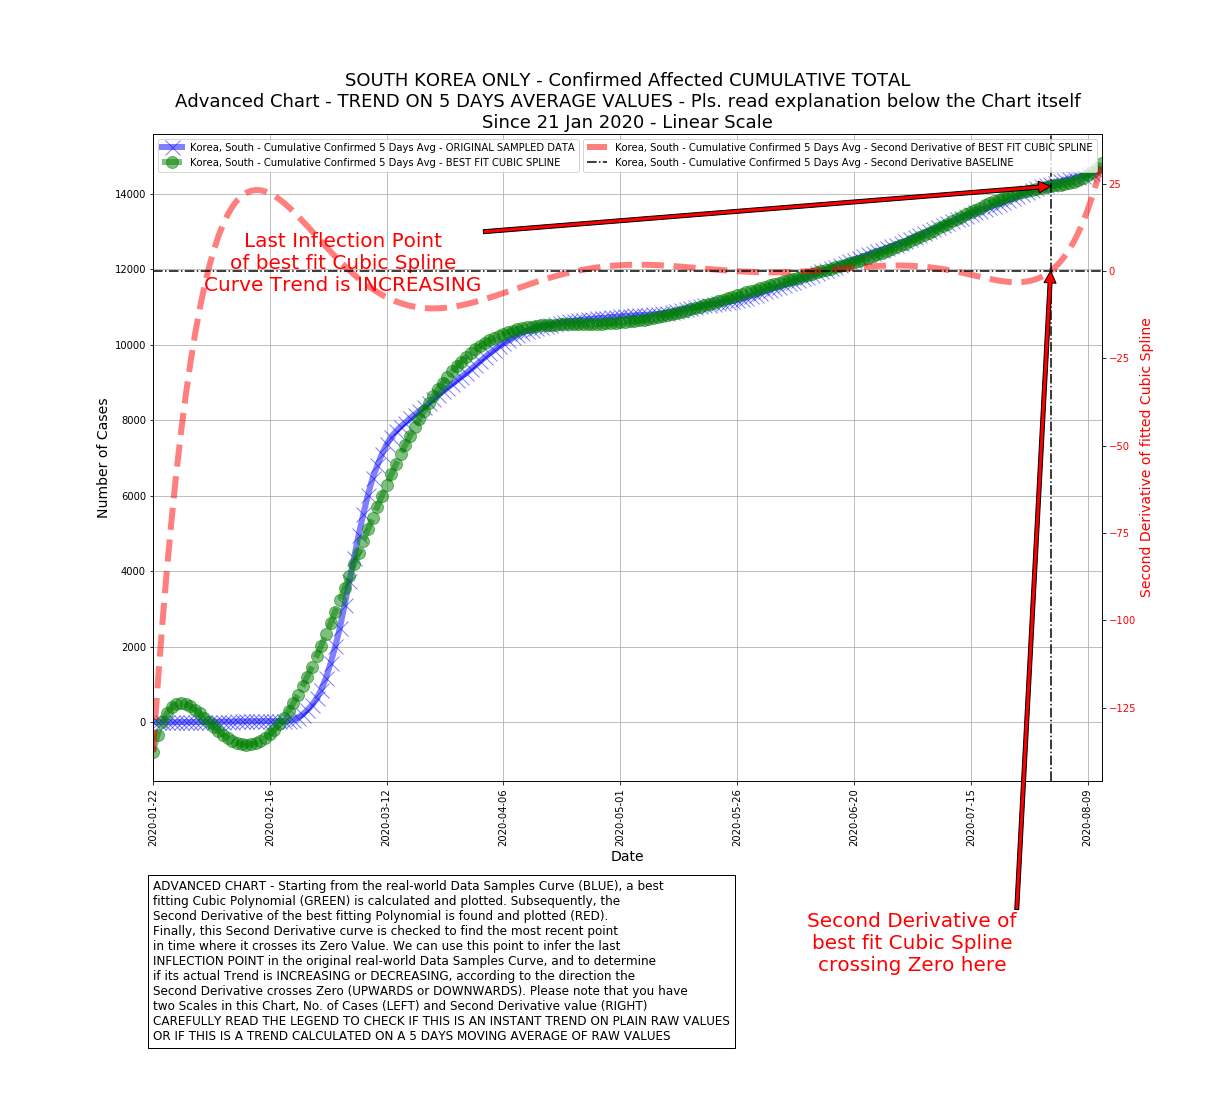 SOUTH KOREA ONLY - Confirmed Affected CUMULATIVE TOTAL
Advanced Chart - TREND ON 5 DAYS AVERAGE VALUES - Pls. read explanation below the Chart itself
Since 21 Jan 2020 - Linear Scale
Korea, South - Cumulative Confirmed 5 Days Avg - ORIGINAL SAMPLED DATA
Korea, South - Cumulative Confirmed 5 Days Avg - BEST FIT CUBIC SPLINE
Korea, South - Cumulative Confirmed 5 Days Avg - Second Derivative of BEST FIT CUBIC SPLINE
Korea, South - Cumulative Confirmed 5 Days Avg - Second Derivative BASELINE
Last Inflection Point
of best fit Cubic Spline
Curve Trend is INCREASING
Number of Cases
14000
12000
10000
8000
6000
4000
2000
0
25
0
−25
−50
−75
−100
−125
Second Derivative of fitted Cubic Spline
2020-01-22
2020-02-16
2020-03-12
2020-04-06
2020-05-01
2020-05-26
2020-06-20
2020-07-15
2020-08-09
Date
ADVANCED CHART - Starting from the real-world Data Samples Curve (BLUE), a best
fitting Cubic Polynomial (GREEN) is calculated and plotted. Subsequently, the
Second Derivative of the best fitting Polynomial is found and plotted (RED).
Finally, this Second Derivative curve is checked to find the most recent point
in time where it crosses its Zero Value. We can use this point to infer the last
INFLECTION POINT in the original real-world Data Samples Curve, and to determine
if its actual Trend is INCREASING or DECREASING, according to the direction the
Second Derivative crosses Zero (UPWARDS or DOWNWARDS). Please note that you have
two Scales in this Chart, No. of Cases (LEFT) and Second Derivative value (RIGHT)
CAREFULLY READ THE LEGEND TO CHECK IF THIS IS AN INSTANT TREND ON PLAIN RAW VALUES
OR IF THIS IS A TREND CALCULATED ON A 5 DAYS MOVING AVERAGE OF RAW VALUES
Second Derivative of
best fit Cubic Spline
crossing Zero here